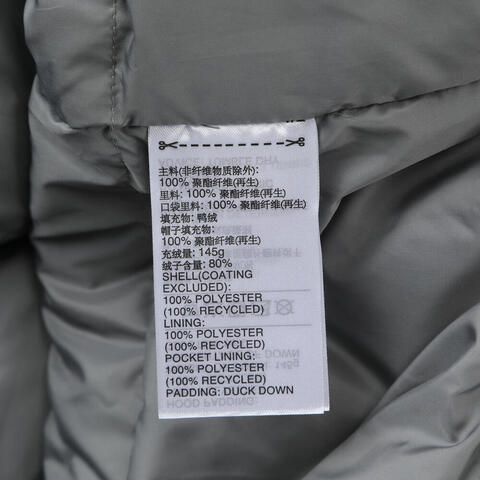 主料(非纤维物质除外):
100% 聚酯纤维(再生)
里料: 100% 聚酯纤维(再生)
口袋里料: 100% 聚酯纤维(再生)
填充物: 鸭绒
帽子填充物:
100% 聚酯纤维(再生)
充绒量: 145g
绒子含量: 80%
SHELL(COATING
EXCLUDED):
100% POLYESTER
(100% RECYCLED)
LINING:
100% POLYESTER
(100% RECYCLED)
POCKET LINING:
100% POLYESTER
(100% RECYCLED)
PADDING: DUCK DOWN
HOOD PADDING: